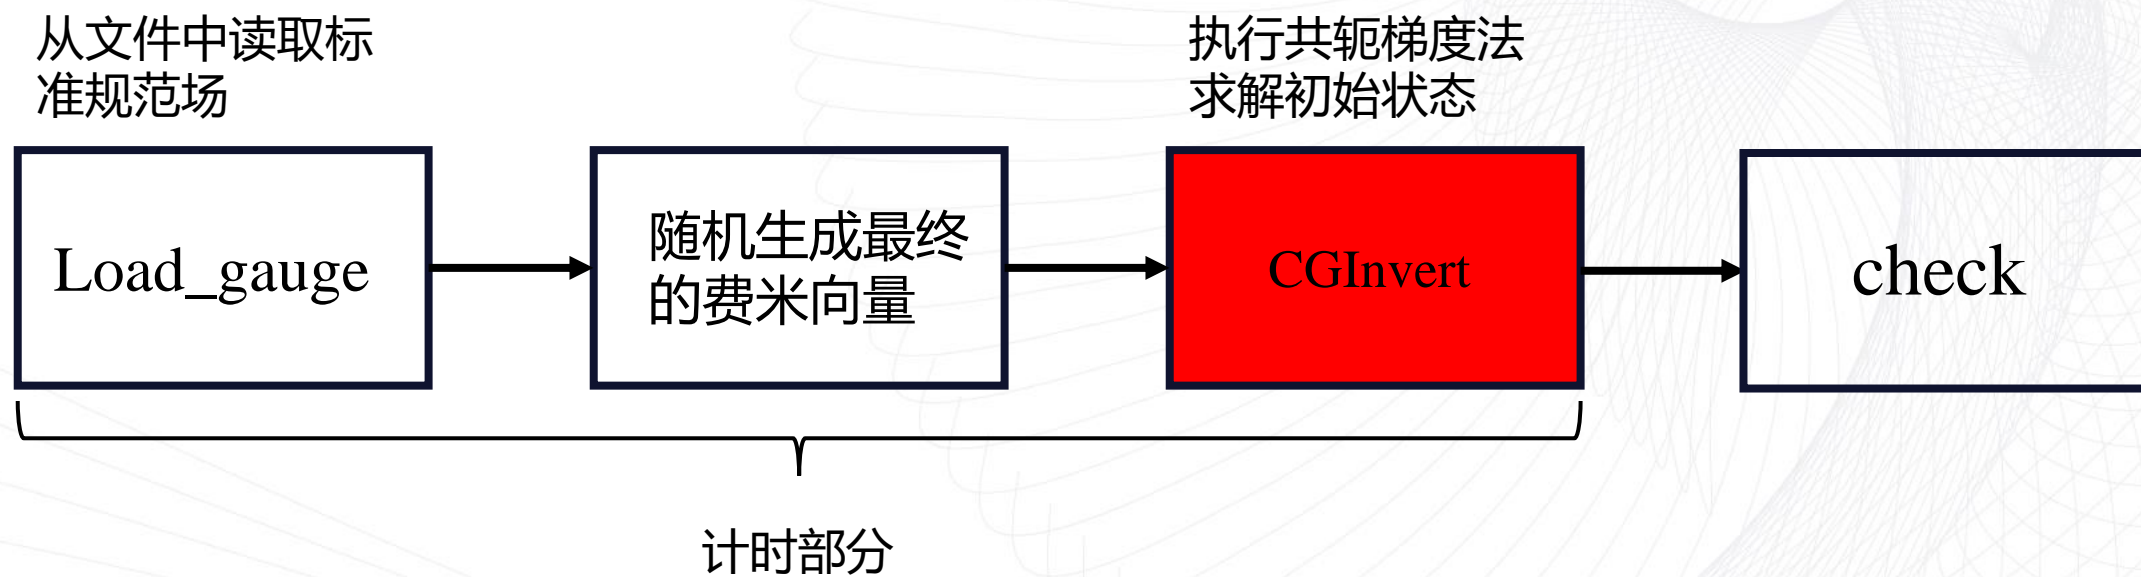 从文件中读取标
准规范场
执行共轭梯度法
求解初始状态
Load_gauge
随机生成最终
的费米向量
CGInvert
check
计时部分